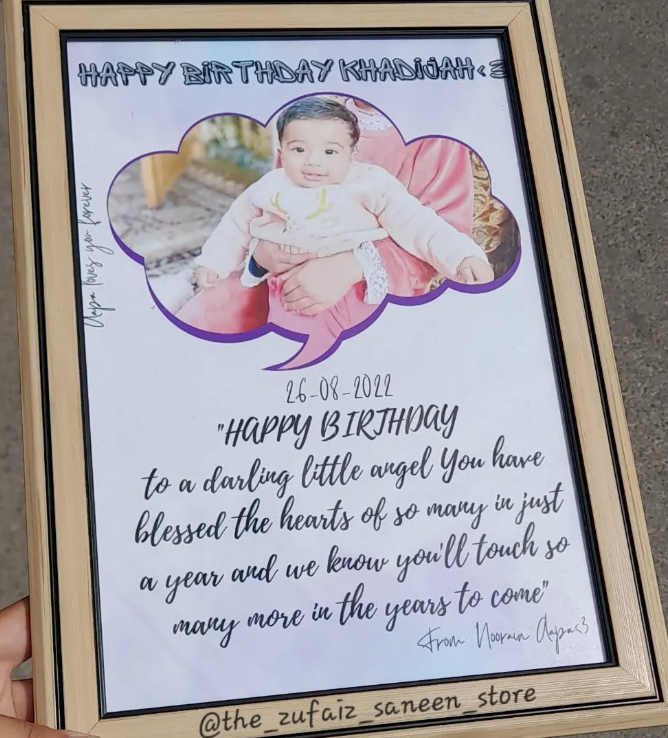 HAPPY BIRTHDAY KHADIJAH<3
Aapa loves you forever
26-08-2022
"HAPPY BIRTHDAY
to a darling little angel You have
blessed the hearts of so many in just
a year and we know you'll touch so
many more in the years to come"
From Noorain Aapa<3
@the_zufaiz_saneen_store